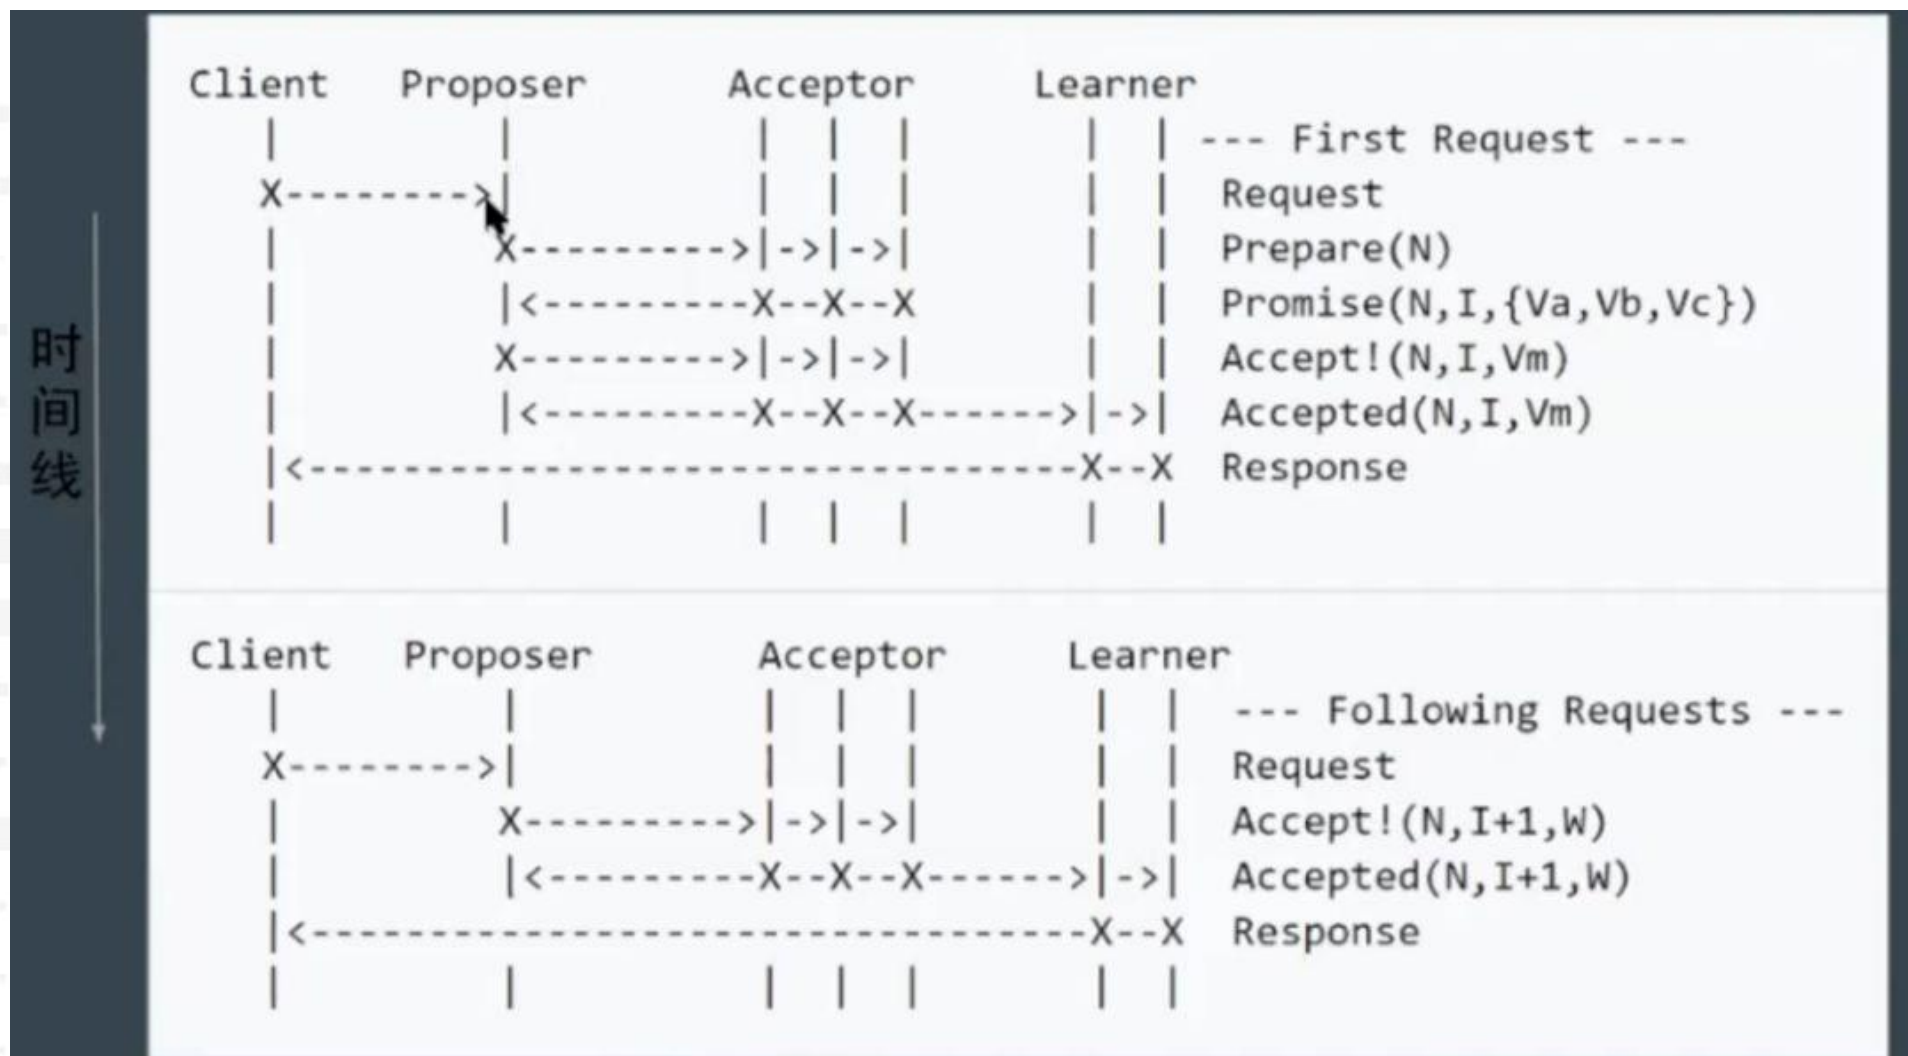 时间线
Client Proposer Acceptor Learner
| | | | | | | --- First Request ---
X-------->| | | | | | Request
| X--------->|->|->| | | Prepare(N)
| |<---------X--X--X | | Promise(N,I,{Va,Vb,Vc})
| X--------->|->|->| | | Accept!(N,I,Vm)
| |<---------X--X--X------>|->| Accepted(N,I,Vm)
|<---------------------------------X--X Response
| | | | | | |
Client Proposer Acceptor Learner
| | | | | | | --- Following Requests ---
X-------->| | | | | | Request
| X--------->|->|->| | | Accept!(N,I+1,W)
| |<---------X--X--X------>|->| Accepted(N,I+1,W)
|<---------------------------------X--X Response
| | | | | | |